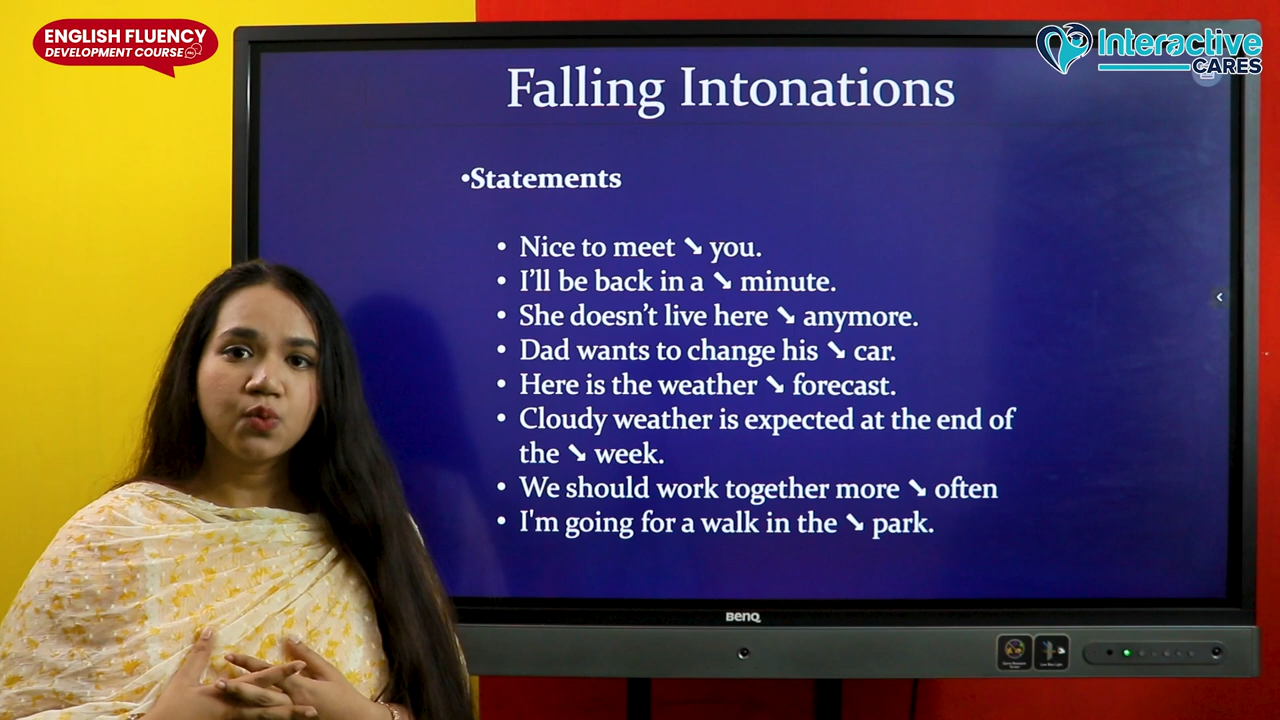 ENGLISH FLUENCY
DEVELOPMENT COURSE
Interactive
CARES
Falling Intonations
•Statements
• Nice to meet ➘ you.
• I’ll be back in a ➘ minute.
• She doesn’t live here ➘ anymore.
• Dad wants to change his ➘ car.
• Here is the weather ➘ forecast.
• Cloudy weather is expected at the end of
the ➘ week.
• We should work together more ➘ often
• I'm going for a walk in the ➘ park.
BenQ